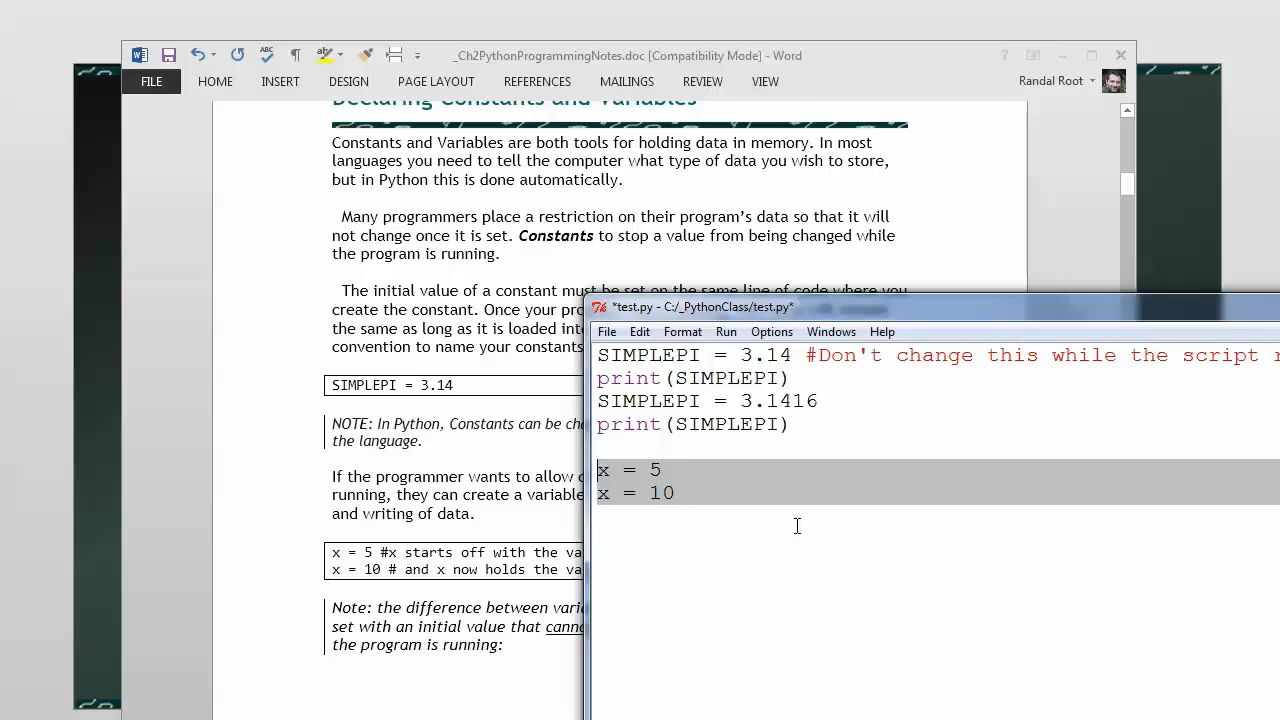 _Ch2PythonProgrammingNotes.doc [Compatibility Mode] - Word
FILE HOME INSERT DESIGN PAGE LAYOUT REFERENCES MAILINGS REVIEW VIEW Randal Root
Declaring Constants and Variables
Constants and Variables are both tools for holding data in memory. In most
languages you need to tell the computer what type of data you wish to store,
but in Python this is done automatically.
Many programmers place a restriction on their program’s data so that it will
not change once it is set. Constants to stop a value from being changed while
the program is running.
The initial value of a constant must be set on the same line of code where you
create the constant. Once your pro
the same as long as it is loaded int
convention to name your constants
SIMPLEPI = 3.14
NOTE: In Python, Constants can be ch
the language.
If the programmer wants to allow
running, they can create a variable
and writing of data.
x = 5 #x starts off with the va
x = 10 # and x now holds the va
Note: the difference between vari
set with an initial value that cann
the program is running:
*test.py - C:/_PythonClass/test.py*
File Edit Format Run Options Windows Help
SIMPLEPI = 3.14 #Don't change this while the script r
print(SIMPLEPI)
SIMPLEPI = 3.1416
print(SIMPLEPI)
x = 5
x = 10